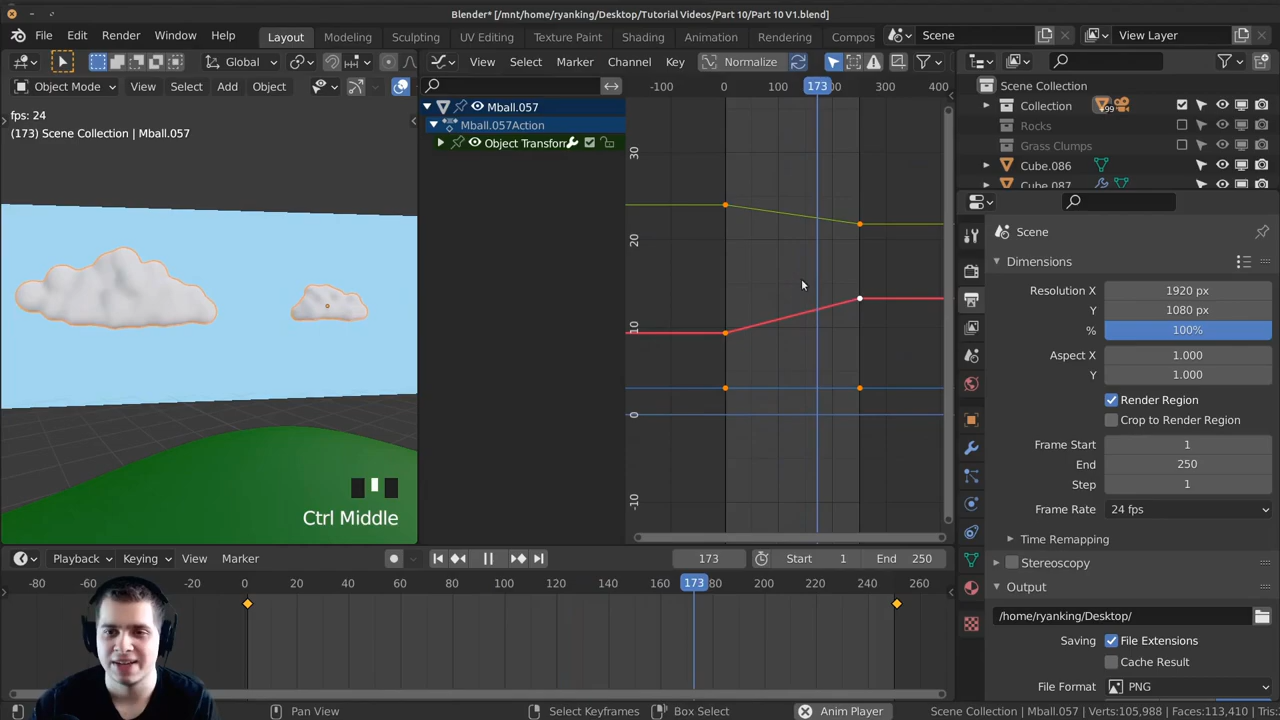 Blender* [/mnt/home/ryanking/Desktop/Tutorial Videos/Part 10/Part 10 V1.blend]
File Edit Render Window Help Layout Modeling Sculpting UV Editing Texture Paint Shading Animation Rendering Compos Scene View Layer
Global View Select Marker Channel Key Normalize
Object Mode View Select Add Object
-100 0 100 173 200 300 400
Scene Collection
fps: 24
(173) Scene Collection | Mball.057
Mball.057
Mball.057Action
Object Transform
30
20
10
0
-10
Collection 99
Rocks
Grass Clumps
Cube.086
Cube.087
Scene
Dimensions
Resolution X 1920 px
Y 1080 px
% 100%
Aspect X 1.000
Y 1.000
Render Region
Crop to Render Region
Frame Start 1
End 250
Step 1
Frame Rate 24 fps
Time Remapping
Stereoscopy
Output
/home/ryanking/Desktop/
Saving File Extensions
Cache Result
File Format PNG
Ctrl Middle
Playback Keying View Marker 173 Start 1 End 250
-80 -60 0 20 40 60 80 100 120 140 160 173 180 200 220 240 260
Pan View Select Keyframes Box Select Anim Player Scene Collection | Mball.057 | Verts:105,988 | Faces:113,410 | Tris: